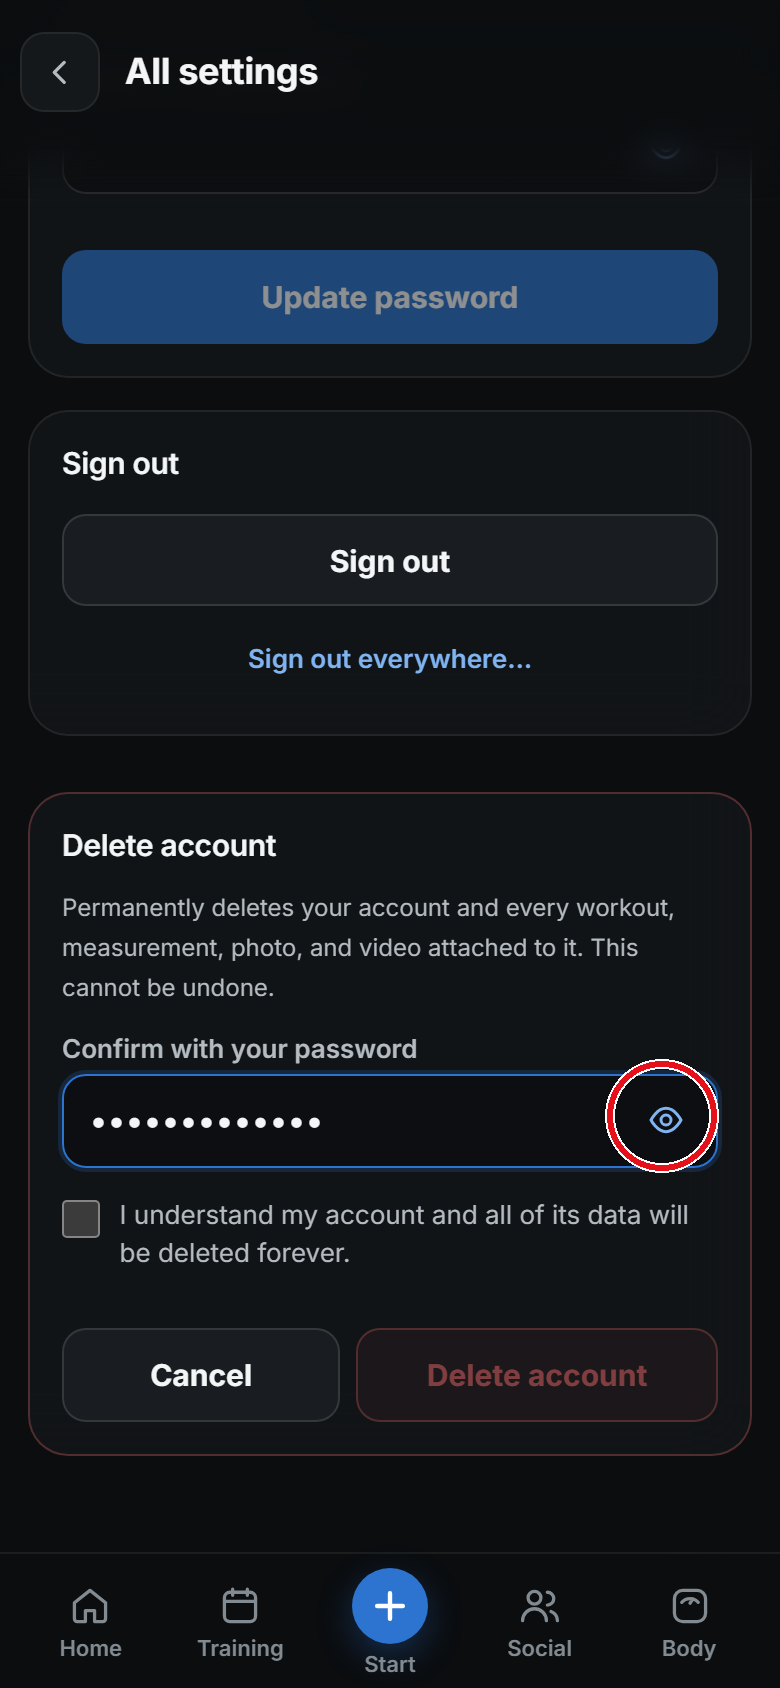 All settings
Update password
Sign out
Sign out
Sign out everywhere...
Delete account
Permanently deletes your account and every workout,
measurement, photo, and video attached to it. This
cannot be undone.
Confirm with your password
•••••••••••••
I understand my account and all of its data will
be deleted forever.
Cancel
Delete account
Home
Training
Start
Social
Body